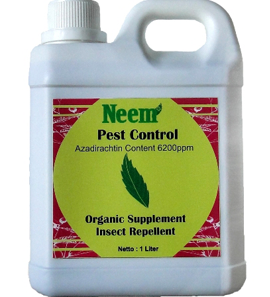 Neem
Pest Control
Azadirachtin Content 6200ppm
Organic Supplement
Insect Repellent
Netto : 1 Liter